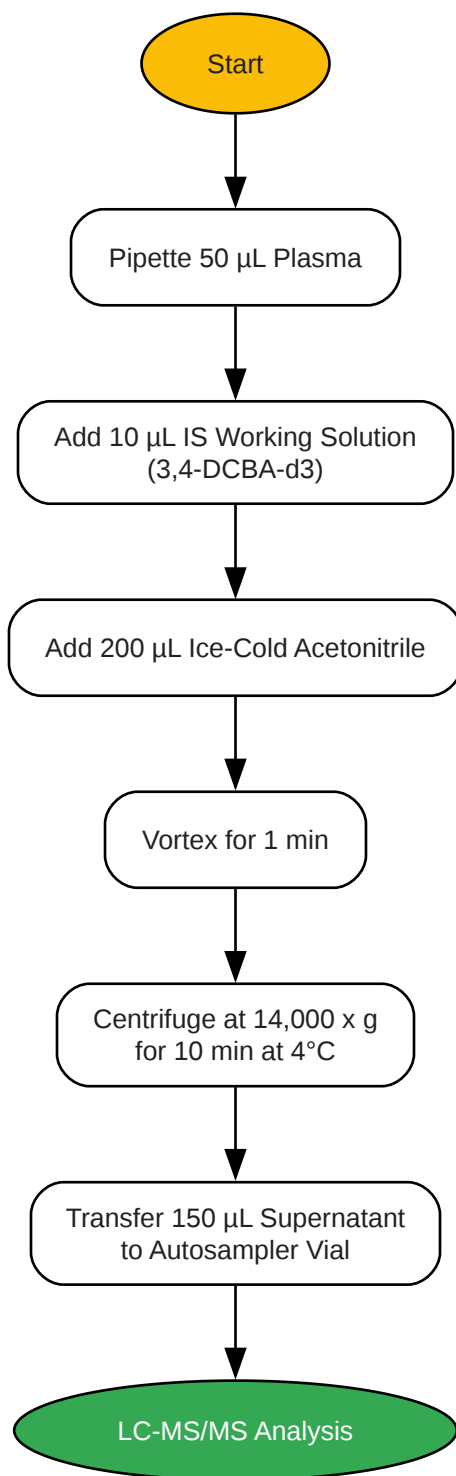 Start
Pipette 50 µL Plasma
Add 10 µL IS Working Solution
(3,4-DCBA-d3)
Add 200 µL Ice-Cold Acetonitrile
Vortex for 1 min
Centrifuge at 14,000 x g
for 10 min at 4°C
Transfer 150 µL Supernatant
to Autosampler Vial
LC-MS/MS Analysis